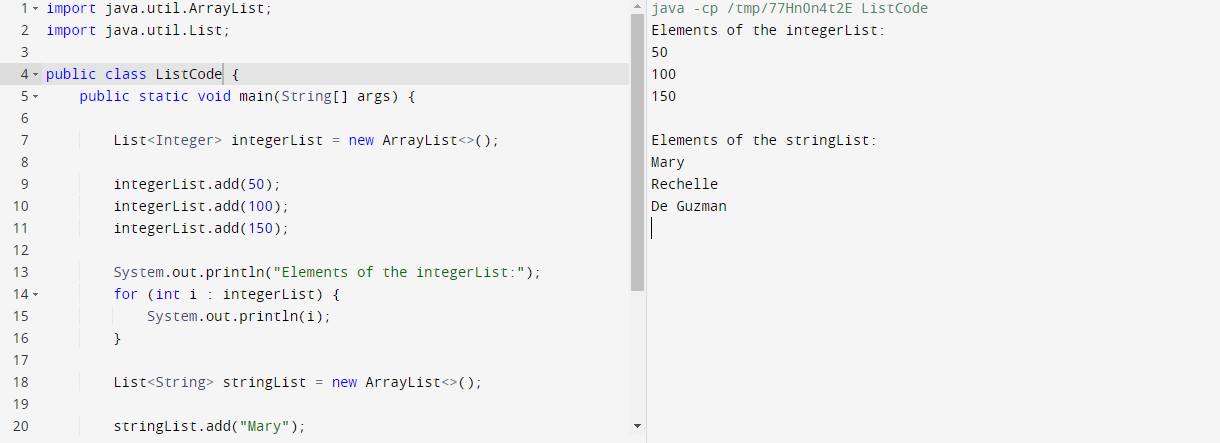 1 import java.util.ArrayList;
2 import java.util.List;
3
4 public class ListCode {
5 public static void main(String[] args) {
6
7 List<Integer> integerList = new ArrayList<>();
8
9 integerList.add(50);
10 integerList.add(100);
11 integerList.add(150);
12
13 System.out.println("Elements of the integerList:");
14 for (int i : integerList) {
15 System.out.println(i);
16 }
17
18 List<String> stringList = new ArrayList<>();
19
20 stringList.add("Mary");
java -cp /tmp/77HnOn4t2E ListCode
Elements of the integerList:
50
100
150
Elements of the stringList:
Mary
Rechelle
De Guzman